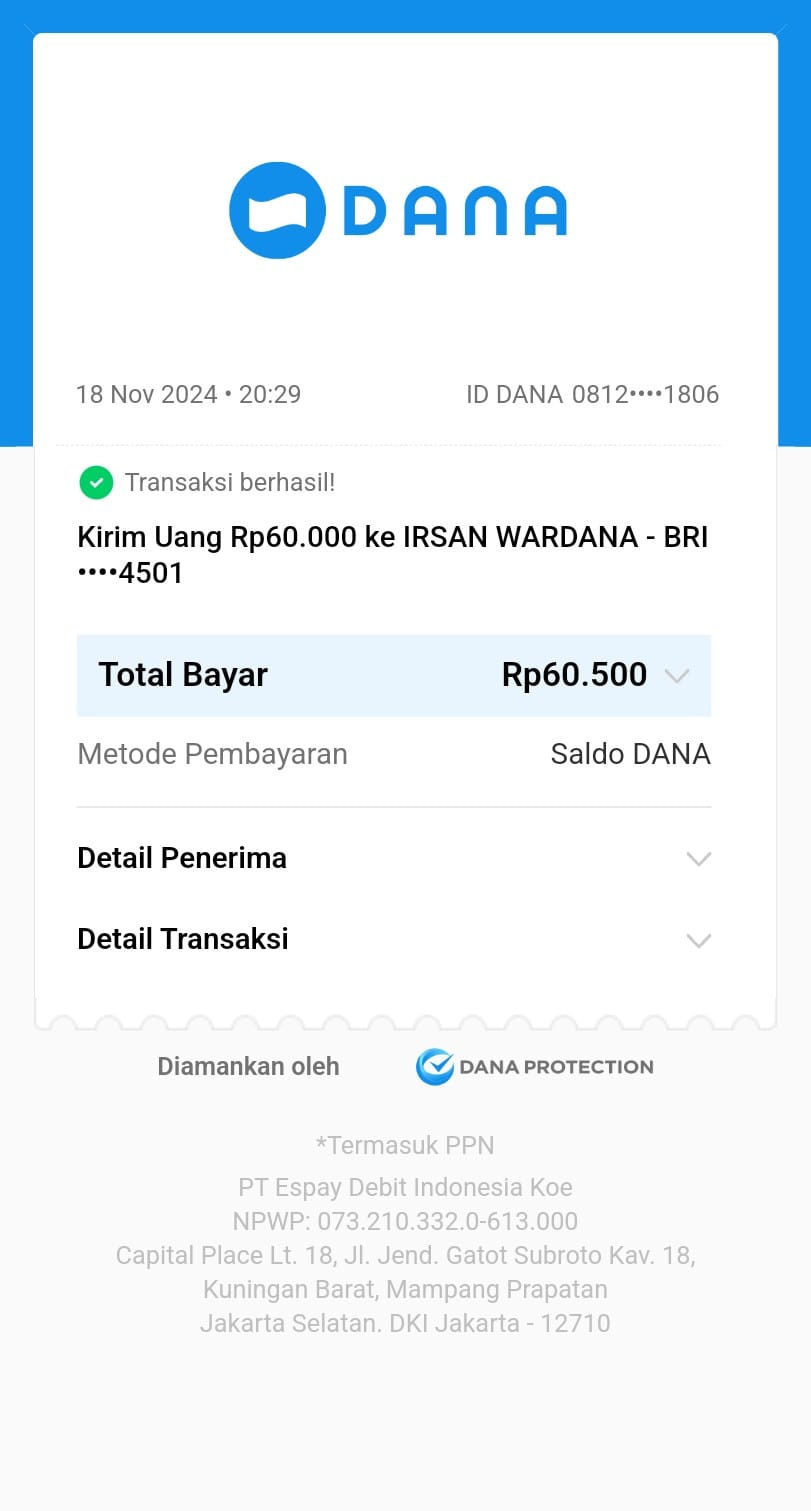 DANA
18 Nov 2024 • 20:29 ID DANA 0812••••1806
Transaksi berhasil!
Kirim Uang Rp60.000 ke IRSAN WARDANA - BRI
••••4501
Total Bayar Rp60.500
Metode Pembayaran Saldo DANA
Detail Penerima
Detail Transaksi
Diamankan oleh DANA PROTECTION
*Termasuk PPN
PT Espay Debit Indonesia Koe
NPWP: 073.210.332.0-613.000
Capital Place Lt. 18, Jl. Jend. Gatot Subroto Kav. 18,
Kuningan Barat, Mampang Prapatan
Jakarta Selatan. DKI Jakarta - 12710